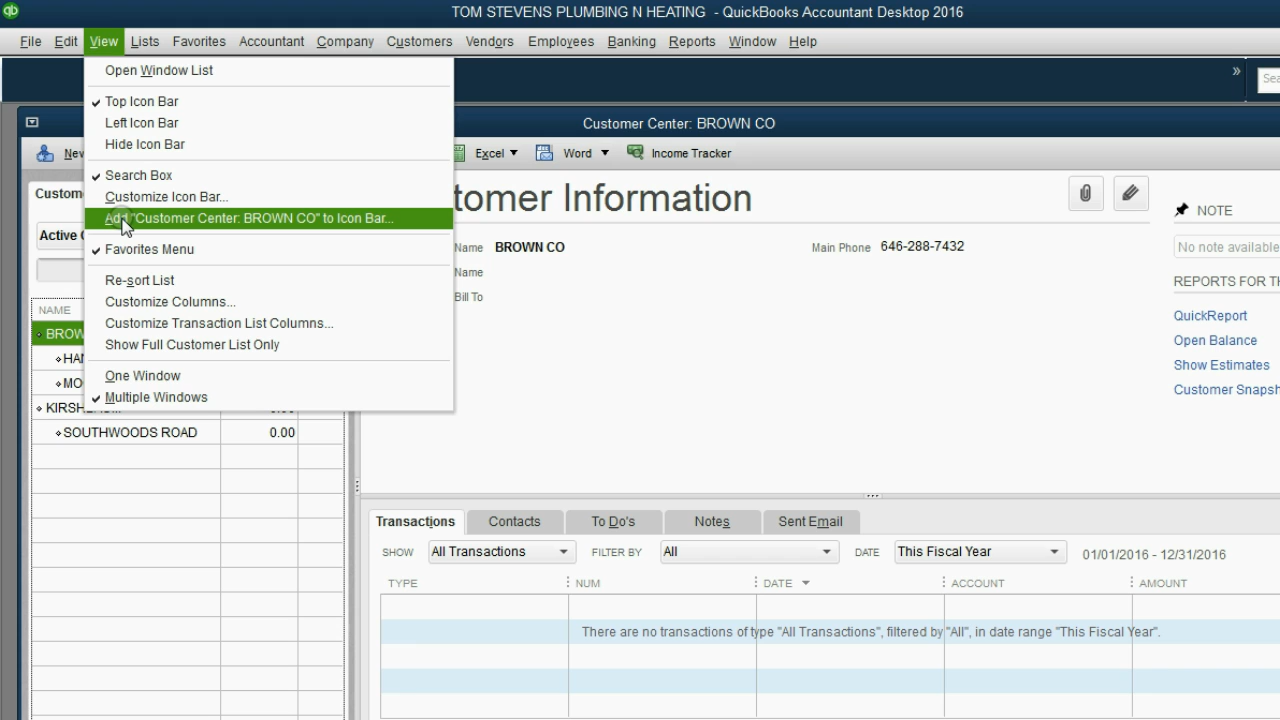 qb
TOM STEVENS PLUMBING N HEATING - QuickBooks Accountant Desktop 2016
File Edit View Lists Favorites Accountant Company Customers Vendors Employees Banking Reports Window Help
Open Window List
Top Icon Bar
Left Icon Bar
Hide Icon Bar
Search Box
Customize Icon Bar...
Add "Customer Center: BROWN CO" to Icon Bar...
Favorites Menu
Re-sort List
Customize Columns...
Customize Transaction List Columns...
Show Full Customer List Only
One Window
Multiple Windows
» Sea
Customer Center: BROWN CO
New Excel Word Income Tracker
Custom
Active C
NAME
BROW
HAN
MO
SOUTHWOODS ROAD 0.00
tomer Information
Name BROWN CO Main Phone 646-288-7432
Name
Bill To
NOTE
No note available
REPORTS FOR TH
QuickReport
Open Balance
Show Estimates
Customer Snapsh
Transactions Contacts To Do's Notes Sent Email
SHOW All Transactions FILTER BY All DATE This Fiscal Year 01/01/2016 - 12/31/2016
TYPE NUM DATE ACCOUNT AMOUNT
There are no transactions of type "All Transactions", filtered by "All", in date range "This Fiscal Year".